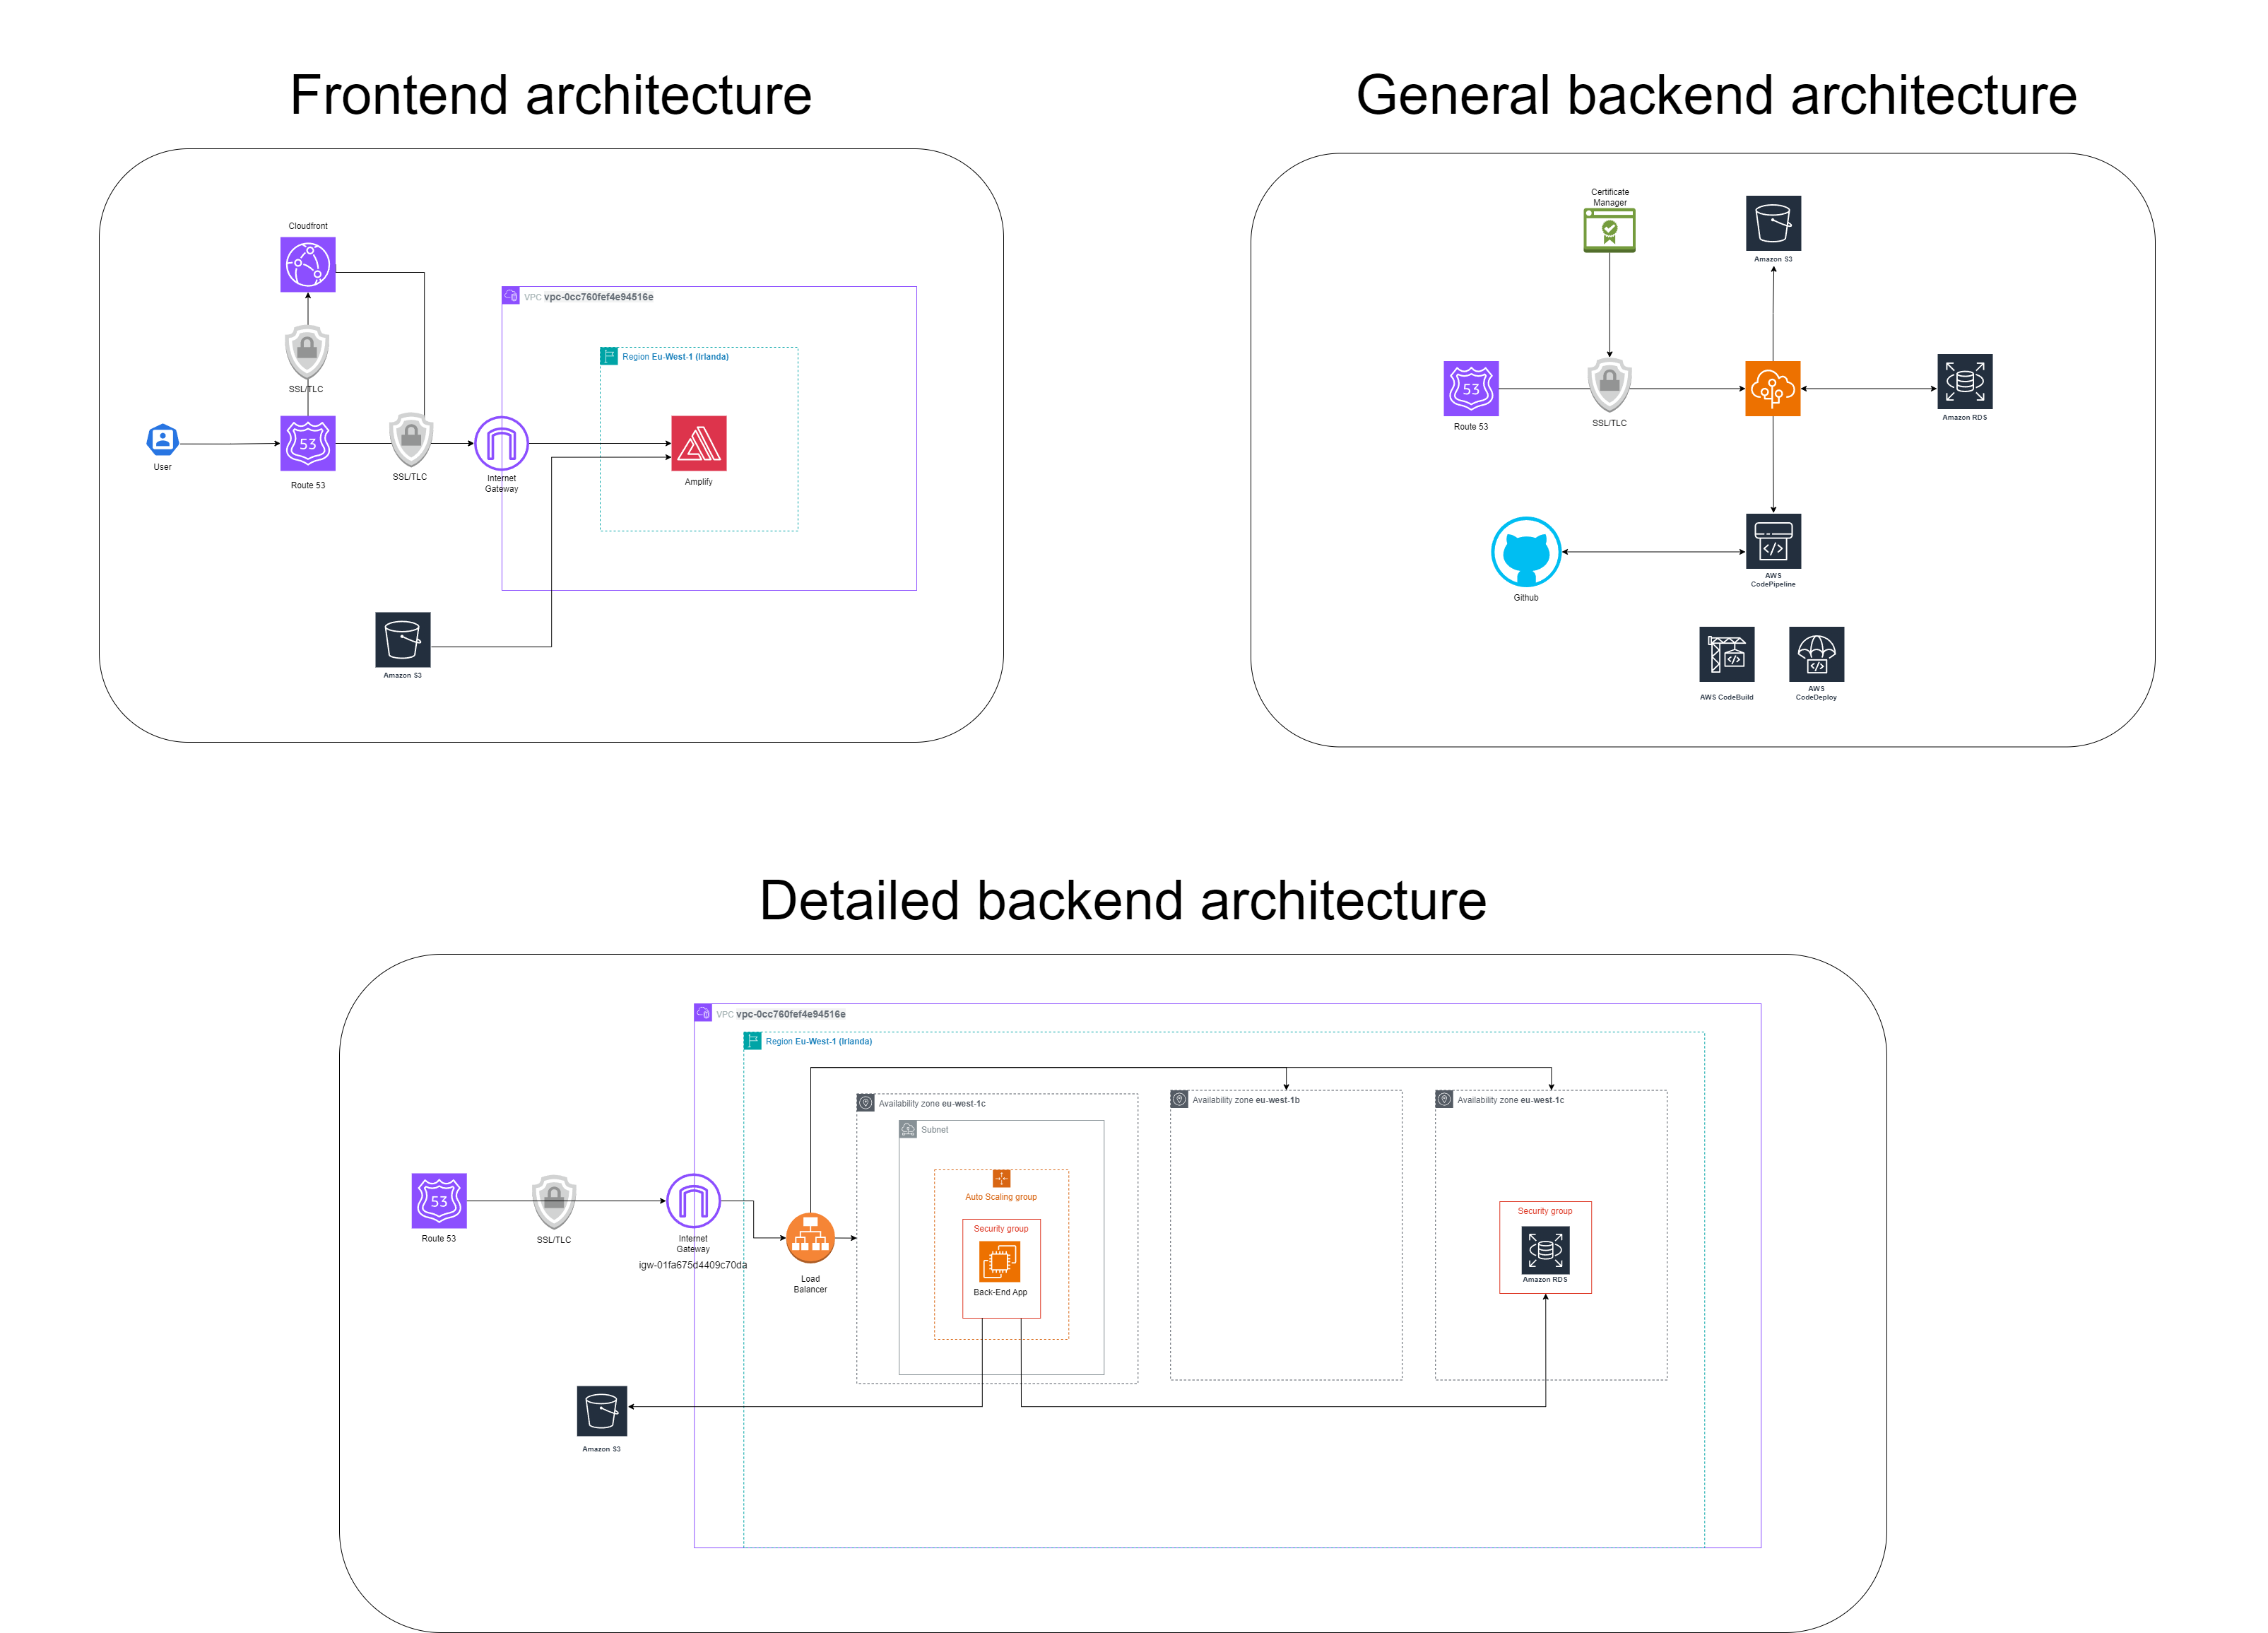 Frontend architecture
Cloudfront
SSL/TLC
User
53
Route 53
SSL/TLC
Internet
Gateway
VPC vpc-0cc760fef4e94516e
Region Eu-West-1 (Irlanda)
Amplify
Amazon S3
General backend architecture
Certificate
Manager
Amazon S3
53
Route 53
SSL/TLC
Amazon RDS
Github
AWS
CodePipeline
AWS CodeBuild
AWS
CodeDeploy
Detailed backend architecture
VPC vpc-0cc760fef4e94516e
Region Eu-West-1 (Irlanda)
Availability zone eu-west-1c
Availability zone eu-west-1b
Availability zone eu-west-1c
Subnet
Auto Scaling group
Security group
Back-End App
Security group
Amazon RDS
53
Route 53
SSL/TLC
Internet
Gateway
igw-01fa675d4409c70da
Load
Balancer
Amazon S3